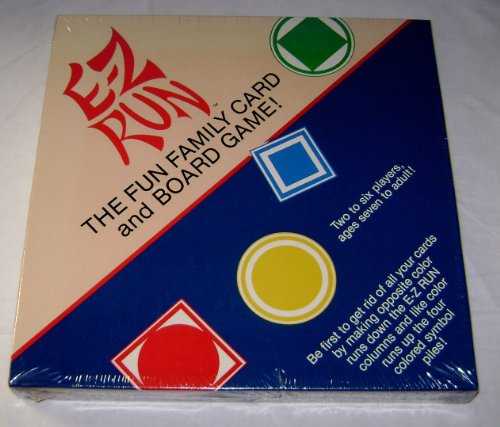 E-Z
RUN™
THE FUN FAMILY CARD
and BOARD GAME!
Two to six players,
ages seven to adult!
Be first to get rid of all your cards
by making opposite color
runs down the E-Z RUN
columns and like color
runs up the four
colored symbol
piles!